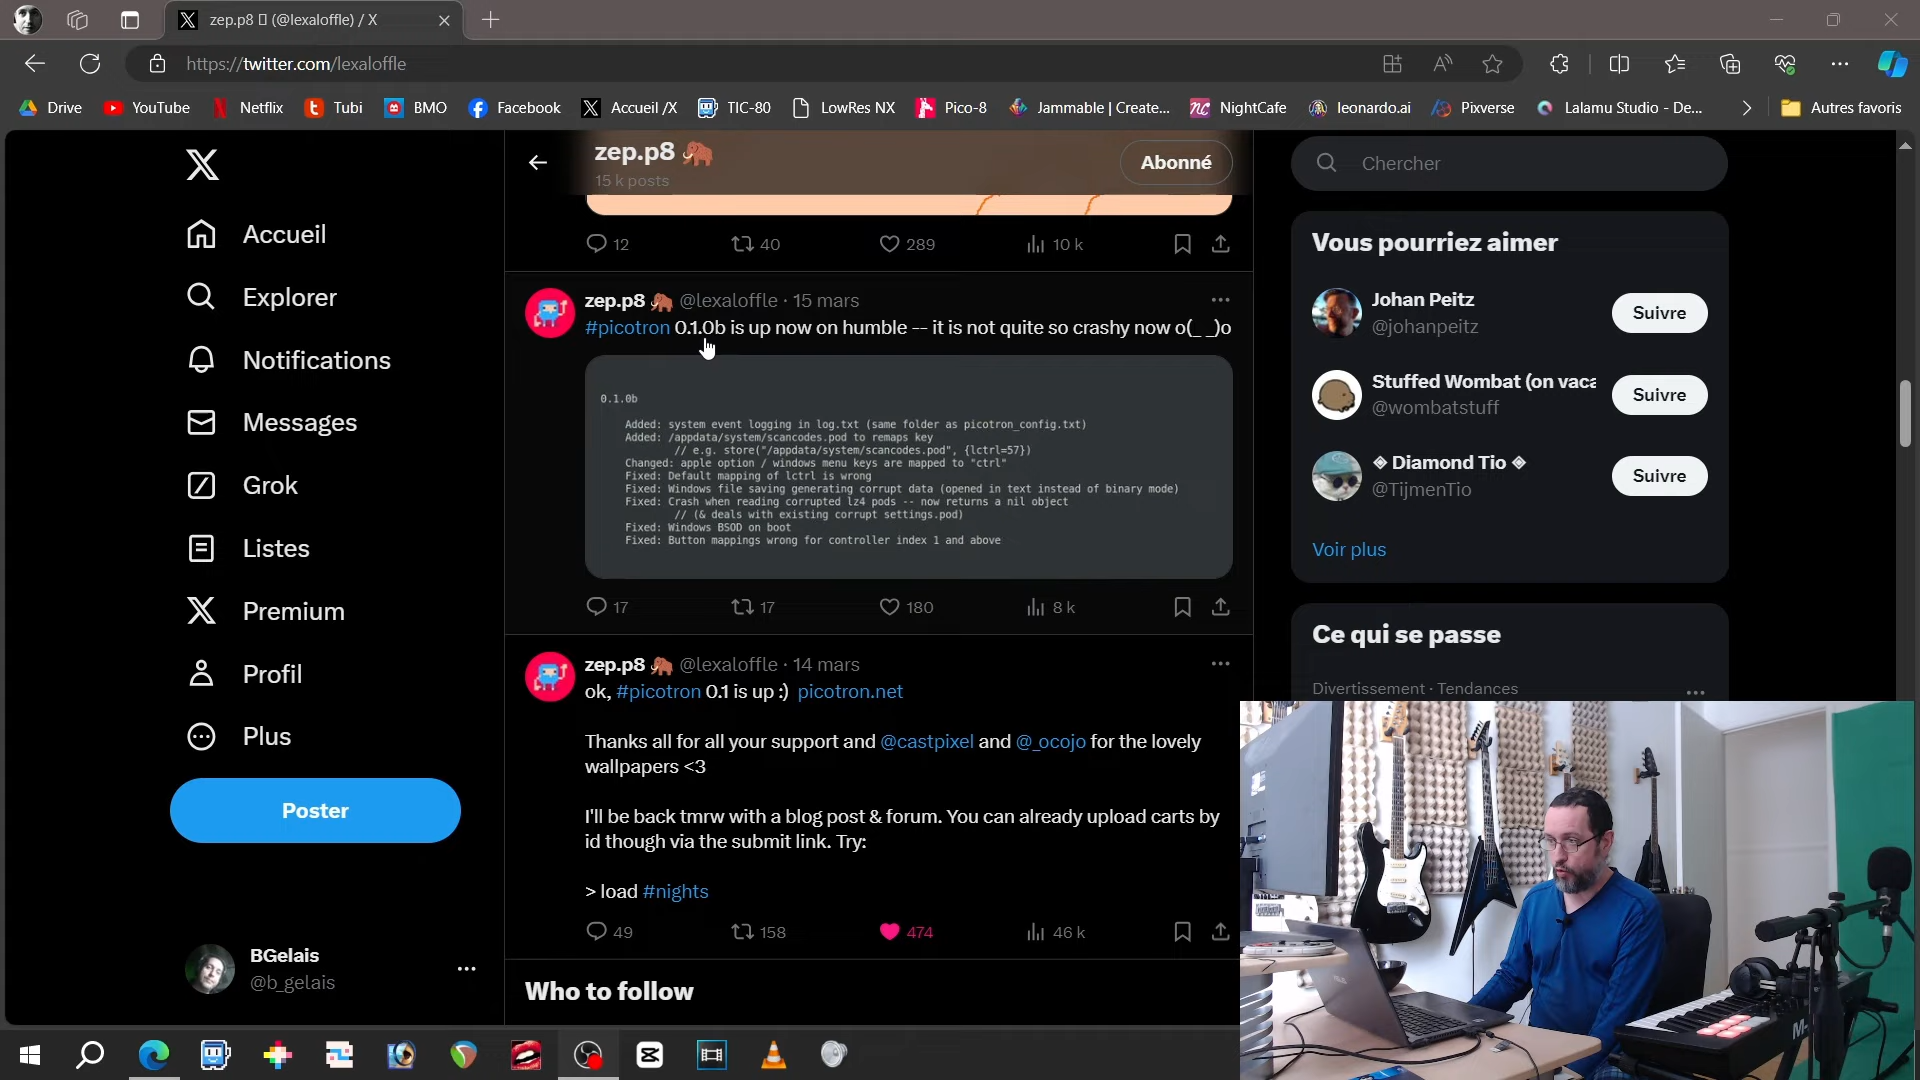 zep.p8 ▯ (@lexaloffle) / X
https://twitter.com/lexaloffle
Drive
YouTube
Netflix
Tubi
BMO
Facebook
Accueil /X
TIC-80
LowRes NX
Pico-8
Jammable | Create...
NightCafe
leonardo.ai
Pixverse
Lalamu Studio - De...
Autres favoris
Accueil
Explorer
Notifications
Messages
Grok
Listes
Premium
Profil
Plus
Poster
BGelais
@b_gelais
zep.p8 🦣
15 k posts
Abonné
12
40
289
10 k
zep.p8 🦣 @lexaloffle · 15 mars
#picotron 0.1.0b is up now on humble -- it is not quite so crashy now o(_ _)o
0.1.0b
Added: system event logging in log.txt (same folder as picotron_config.txt)
Added: /appdata/system/scancodes.pod to remaps key
// e.g. store("/appdata/system/scancodes.pod", {lctrl=57})
Changed: apple option / windows menu keys are mapped to "ctrl"
Fixed: Default mapping of lctrl is wrong
Fixed: Windows file saving generating corrupt data (opened in text instead of binary mode)
Fixed: Crash when reading corrupted lz4 pods -- now returns a nil object
// (& deals with existing corrupt settings.pod)
Fixed: Windows BSOD on boot
Fixed: Button mappings wrong for controller index 1 and above
17
17
180
8 k
zep.p8 🦣 @lexaloffle · 14 mars
ok, #picotron 0.1 is up :) picotron.net
Thanks all for all your support and @castpixel and @_ocojo for the lovely
wallpapers <3
I'll be back tmrw with a blog post & forum. You can already upload carts by
id though via the submit link. Try:
> load #nights
49
158
474
46 k
Who to follow
Chercher
Vous pourriez aimer
Johan Peitz
@johanpeitz
Suivre
Stuffed Wombat (on vaca
@wombatstuff
Suivre
◈ Diamond Tio ◈
@TijmenTio
Suivre
Voir plus
Ce qui se passe
Divertissement · Tendances